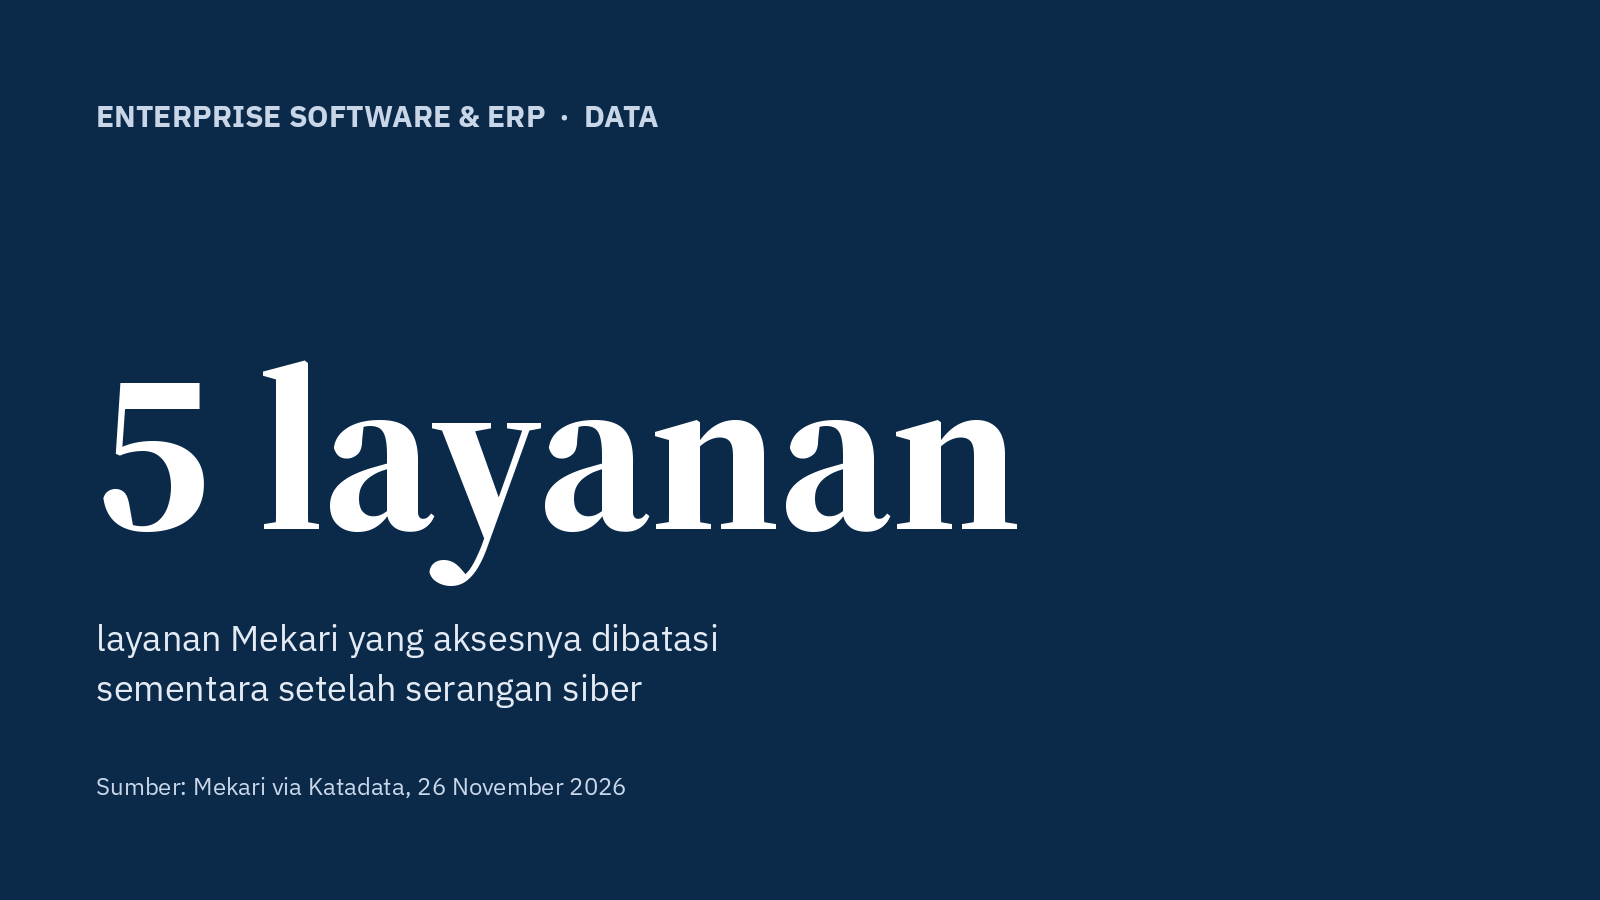 ENTERPRISE SOFTWARE & ERP · DATA
5 layanan
layanan Mekari yang aksesnya dibatasi
sementara setelah serangan siber
Sumber: Mekari via Katadata, 26 November 2026